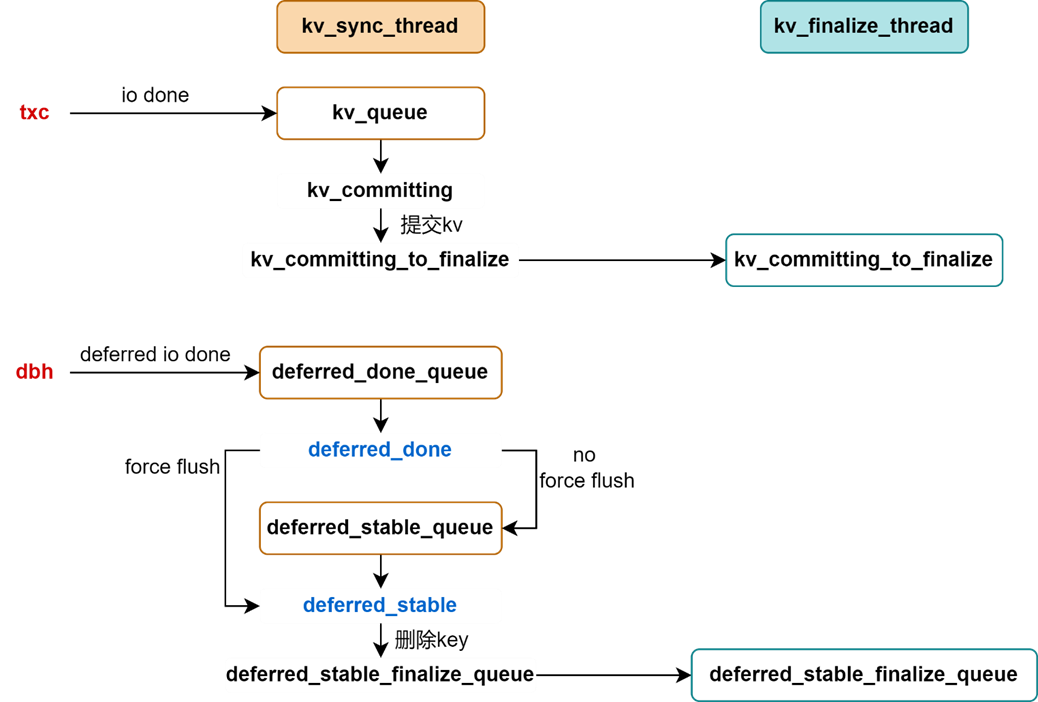 kv_sync_thread
kv_finalize_thread
txc
io done
kv_queue
kv_committing
提交kv
kv_committing_to_finalize
kv_committing_to_finalize
dbh
deferred io done
deferred_done_queue
deferred_done
force flush
no
force flush
deferred_stable_queue
deferred_stable
删除key
deferred_stable_finalize_queue
deferred_stable_finalize_queue